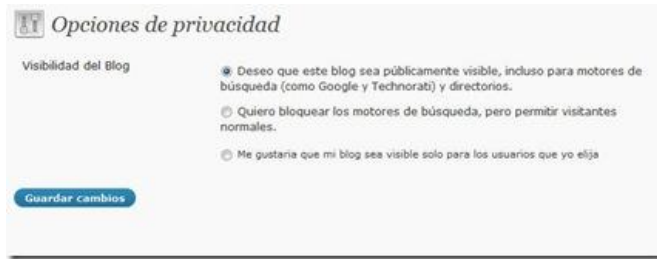 Opciones de privacidad
Visibilidad del Blog
Deseo que este blog sea públicamente visible, incluso para motores de
búsqueda (como Google y Technorati) y directorios.
Quiero bloquear los motores de búsqueda, pero permitir visitantes
normales.
Me gustaria que mi blog sea visible solo para los usuarios que yo elija
Guardar cambios